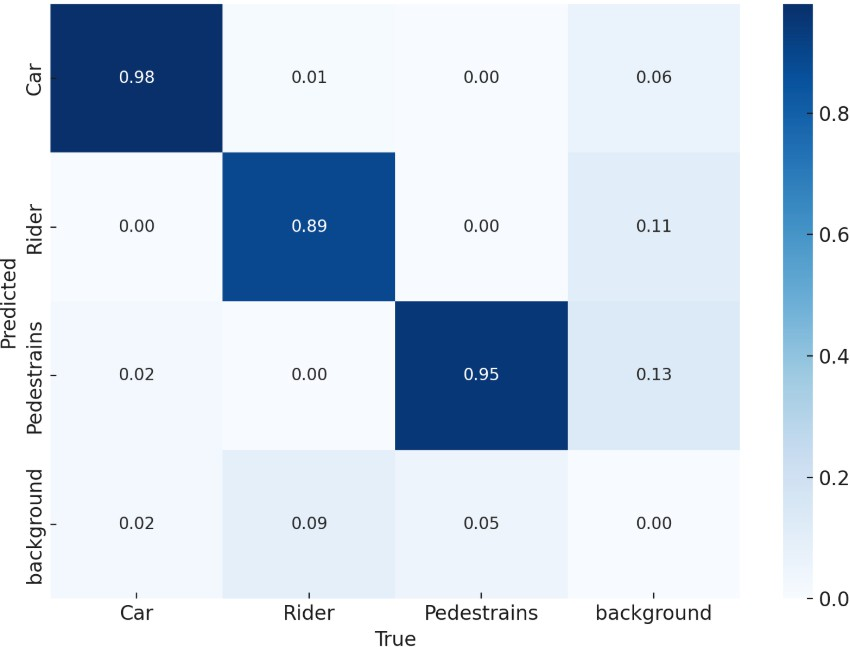 Predicted
Car 0.98 0.01 0.00 0.06
Rider 0.00 0.89 0.00 0.11
Pedestrains 0.02 0.00 0.95 0.13
background 0.02 0.09 0.05 0.00
Car Rider Pedestrains background
True
0.8
0.6
0.4
0.2
0.0